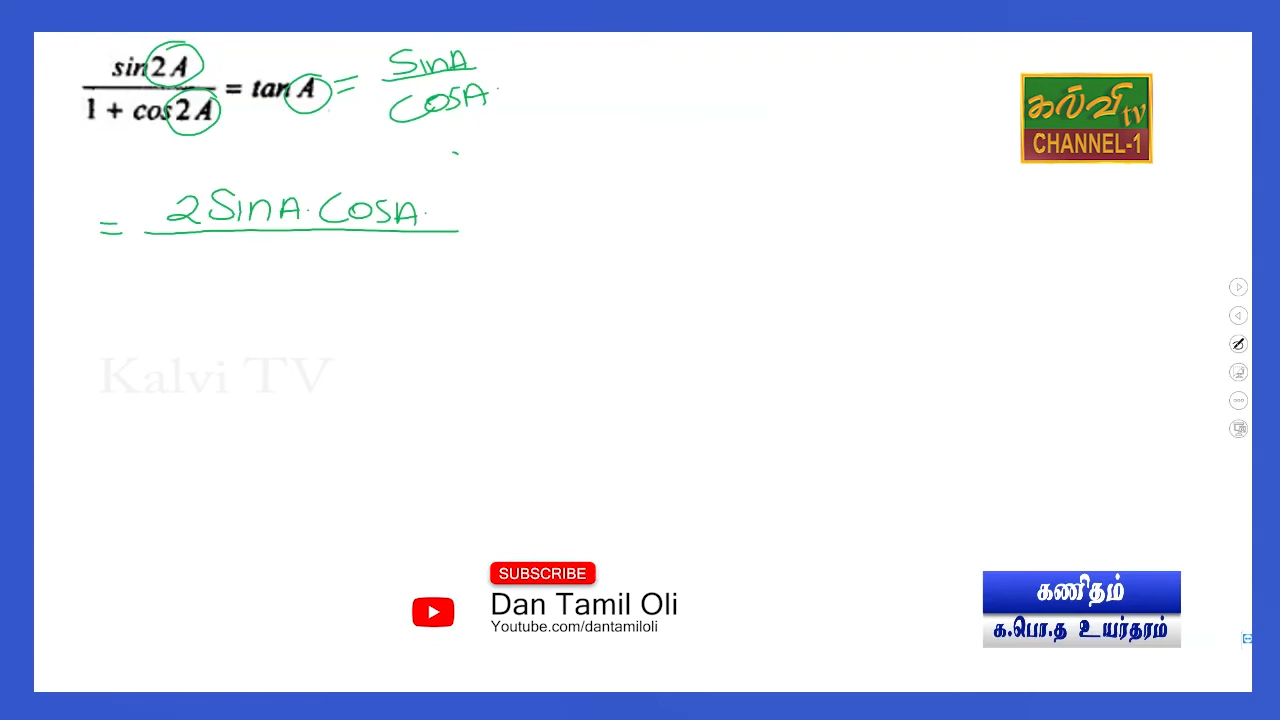 sin2A
1 + cos2A = tan A = SinA
CosA
= 2SinA. CosA.
கல்வி tv
CHANNEL-1
Kalvi TV
SUBSCRIBE
Dan Tamil Oli
Youtube.com/dantamiloli
கணிதம்
க.பொ.த உயர்தரம்